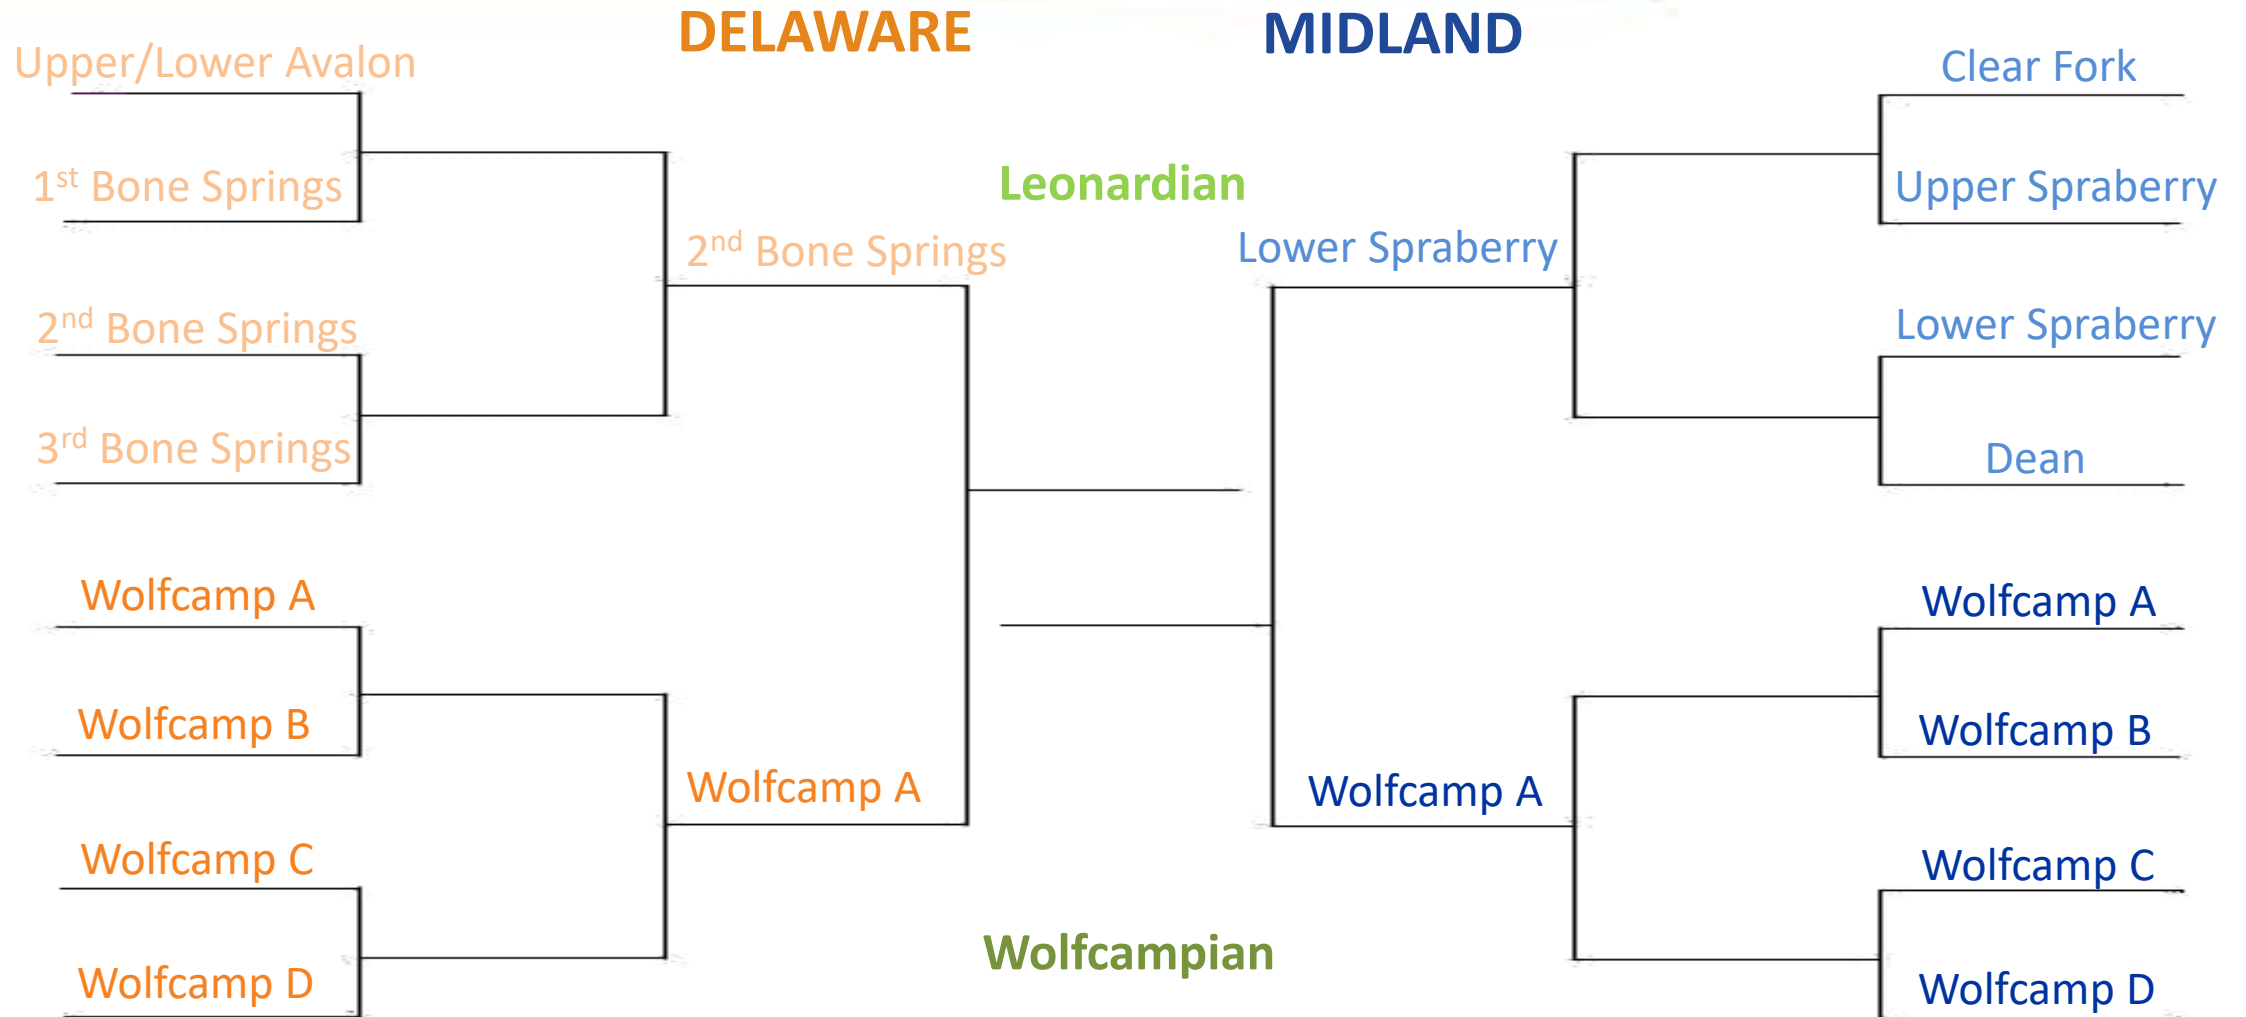 DELAWARE
MIDLAND
Upper/Lower Avalon
1st Bone Springs
2nd Bone Springs
3rd Bone Springs
Wolfcamp A
Wolfcamp B
Wolfcamp C
Wolfcamp D
2nd Bone Springs
Wolfcamp A
Leonardian
Wolfcampian
Lower Spraberry
Wolfcamp A
Clear Fork
Upper Spraberry
Lower Spraberry
Dean
Wolfcamp A
Wolfcamp B
Wolfcamp C
Wolfcamp D